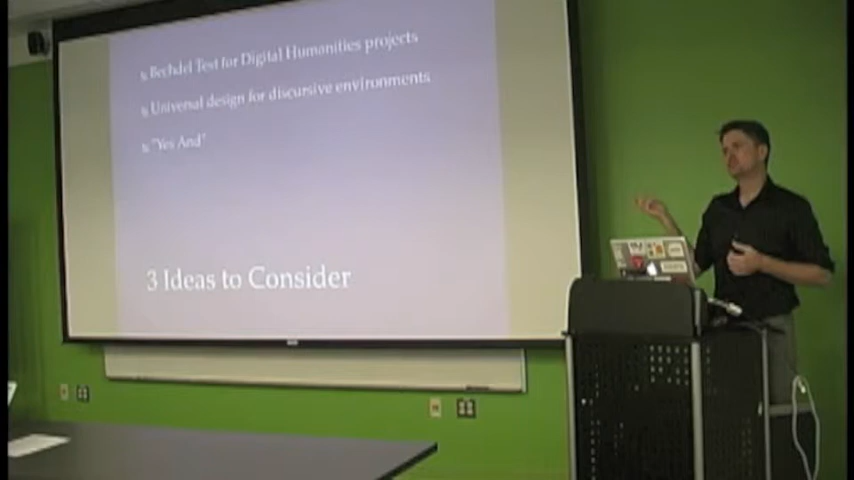 Bechdel Test for Digital Humanities projects
Universal design for discursive environments
"Yes And"
3 Ideas to Consider